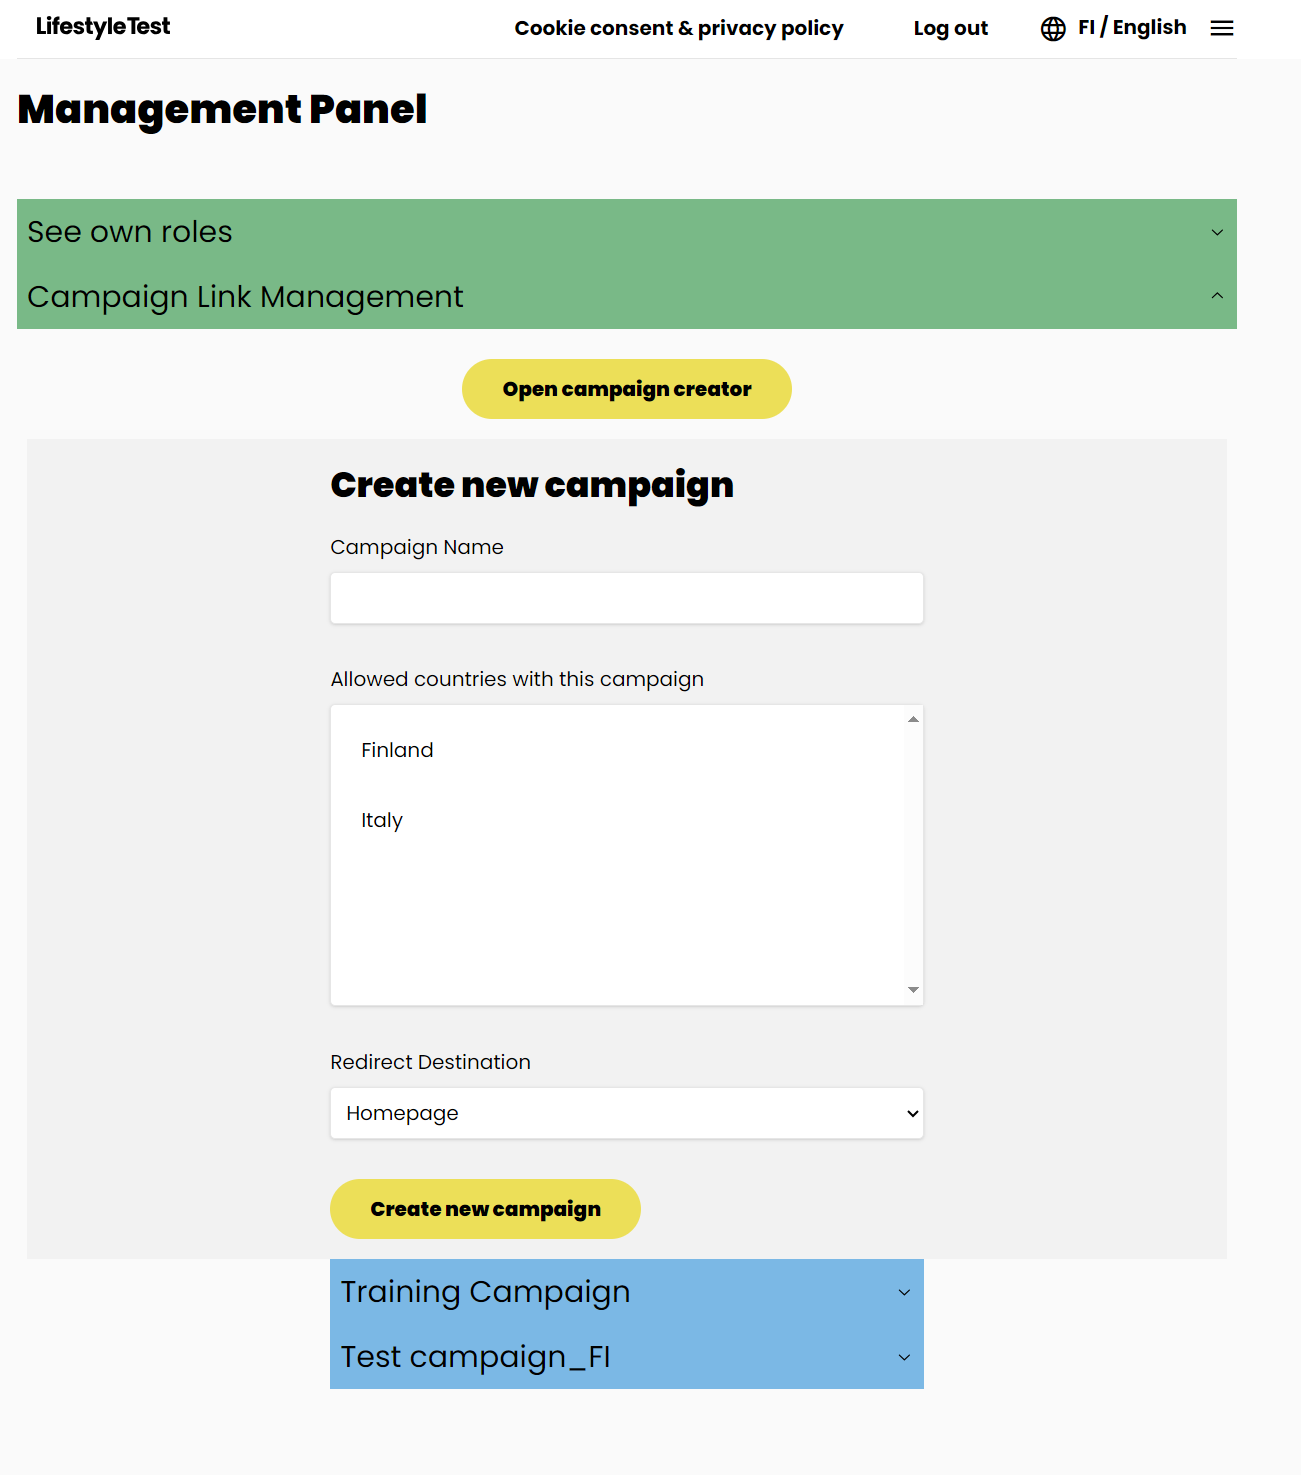 LifestyleTest
Cookie consent & privacy policy
Log out
FI / English
Management Panel
See own roles
Campaign Link Management
Open campaign creator
Create new campaign
Campaign Name
Allowed countries with this campaign
Finland
Italy
Redirect Destination
Homepage
Create new campaign
Training Campaign
Test campaign_FI